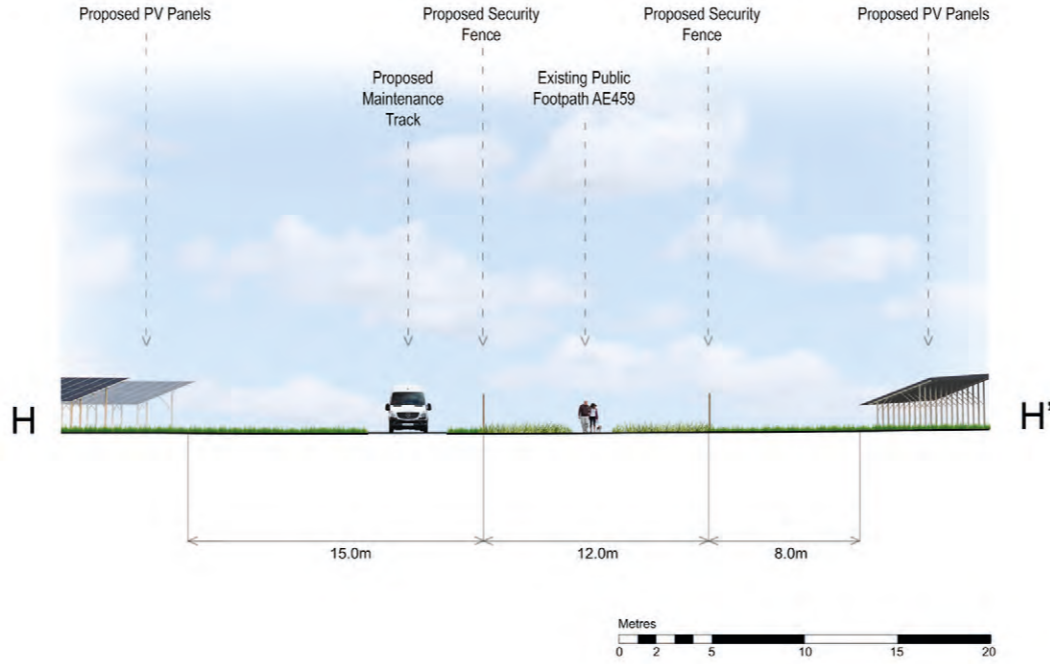 Proposed PV Panels
Proposed Security
Fence
Proposed Security
Fence
Proposed PV Panels
Proposed
Maintenance
Track
Existing Public
Footpath AE459
H
H'
15.0m
12.0m
8.0m
Metres
0 2 5 10 15 20